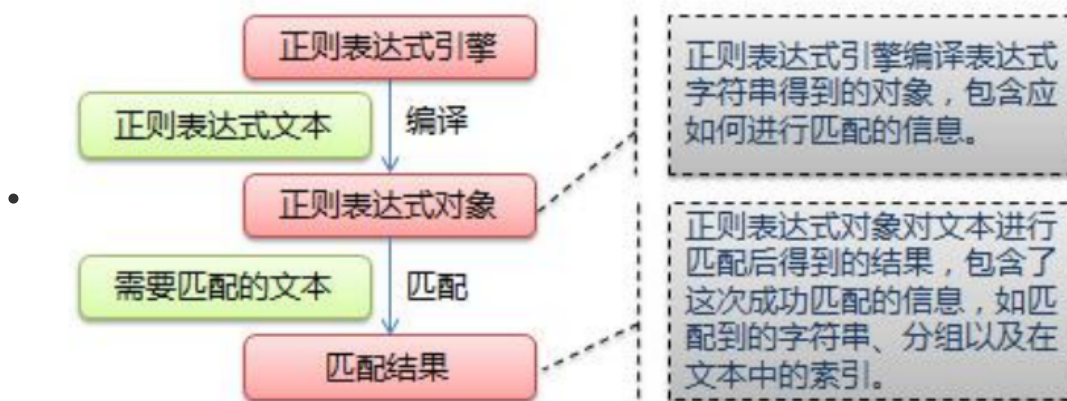 正则表达式引擎
正则表达式文本
编译
正则表达式对象
需要匹配的文本
匹配
匹配结果
正则表达式引擎编译表达式
字符串得到的对象，包含应
如何进行匹配的信息。
正则表达式对象对文本进行
匹配后得到的结果，包含了
这次成功匹配的信息，如匹
配到的字符串、分组以及在
文本中的索引。